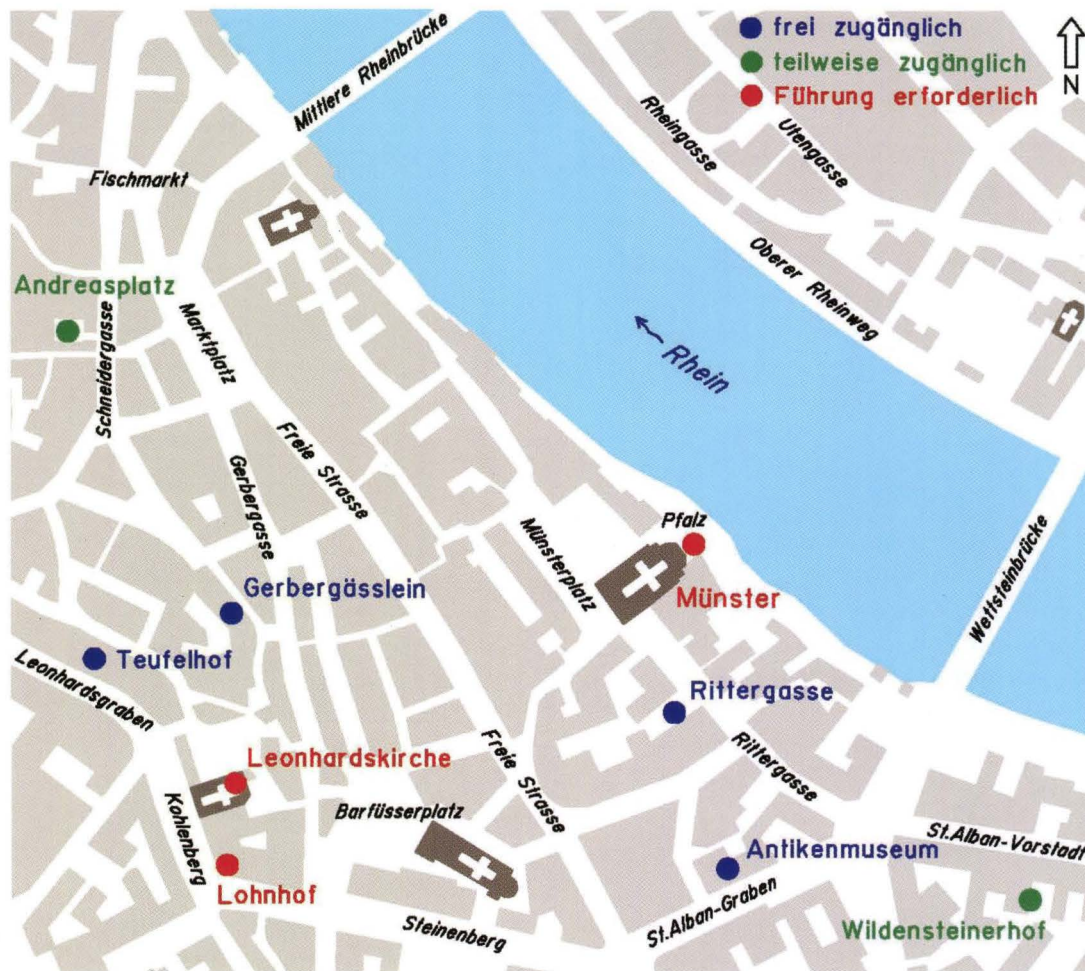 frei zugänglich
teilweise zugänglich
Führung erforderlich
N
Mittlere Rheinbrücke
Rheingasse
Utengasse
Fischmarkt
Oberer Rheinweg
Andreasplatz
Schneidergasse
Marktplatz
Rhein
Freie Strasse
Gerbergasse
Pfalz
Münsterplatz
Münster
Wettsteinbrücke
Gerbergässlein
Teufelhof
Leonhardsgraben
Rittergasse
Rittergasse
Freie Strasse
Leonhardskirche
Kohlenberg
Barfüsserplatz
St.Alban-Vorstadt
Antikenmuseum
Lohnhof
Steinenberg
St.Alban-Graben
Wildensteinerhof